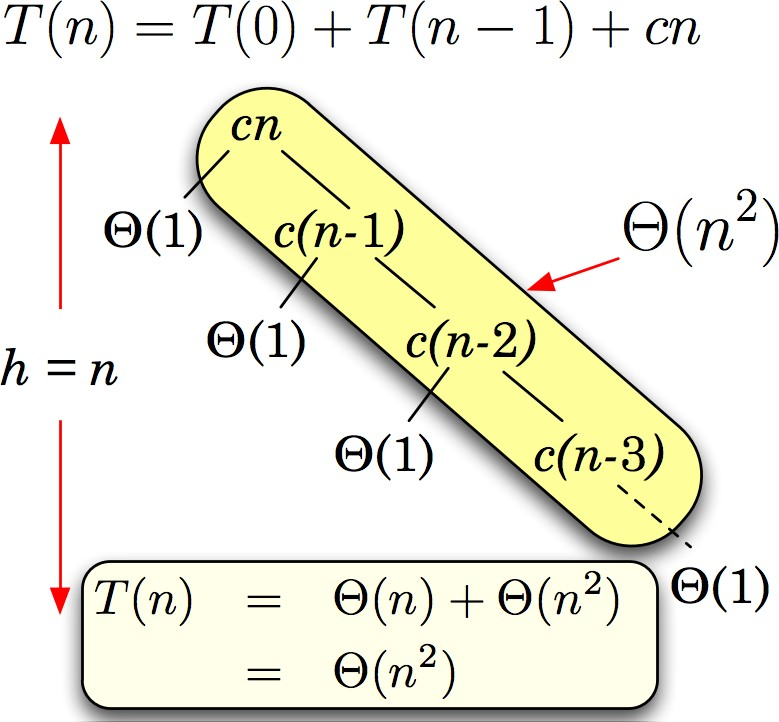 T(n) = T(0) + T(n − 1) + cn
cn
Θ(1)
c(n-1)
Θ(n²)
Θ(1)
c(n-2)
h = n
Θ(1)
c(n-3)
Θ(1)
T(n) = Θ(n) + Θ(n²)
= Θ(n²)